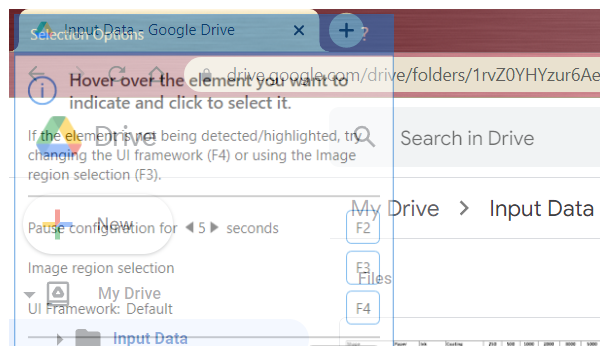 Input Data - Google Drive
Selection Options
?
drive.google.com/drive/folders/1rvZ0YHYzur6Ae
Hover over the element you want to
indicate and click to select it.
Drive
Search in Drive
If the element is not being detected/highlighted, try
changing the UI framework (F4) or using the Image
region selection (F3).
My Drive > Input Data
New
Pause configuration for 5 seconds
F2
Image region selection
F3
Files
My Drive
UI Framework: Default
F4
Input Data